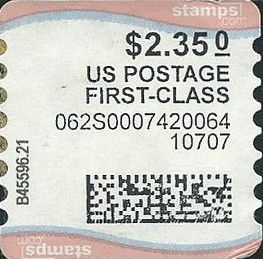 stamps
.com
$2.350
US POSTAGE
FIRST-CLASS
062S0007420064
10707
B45596.21
stamps
.com